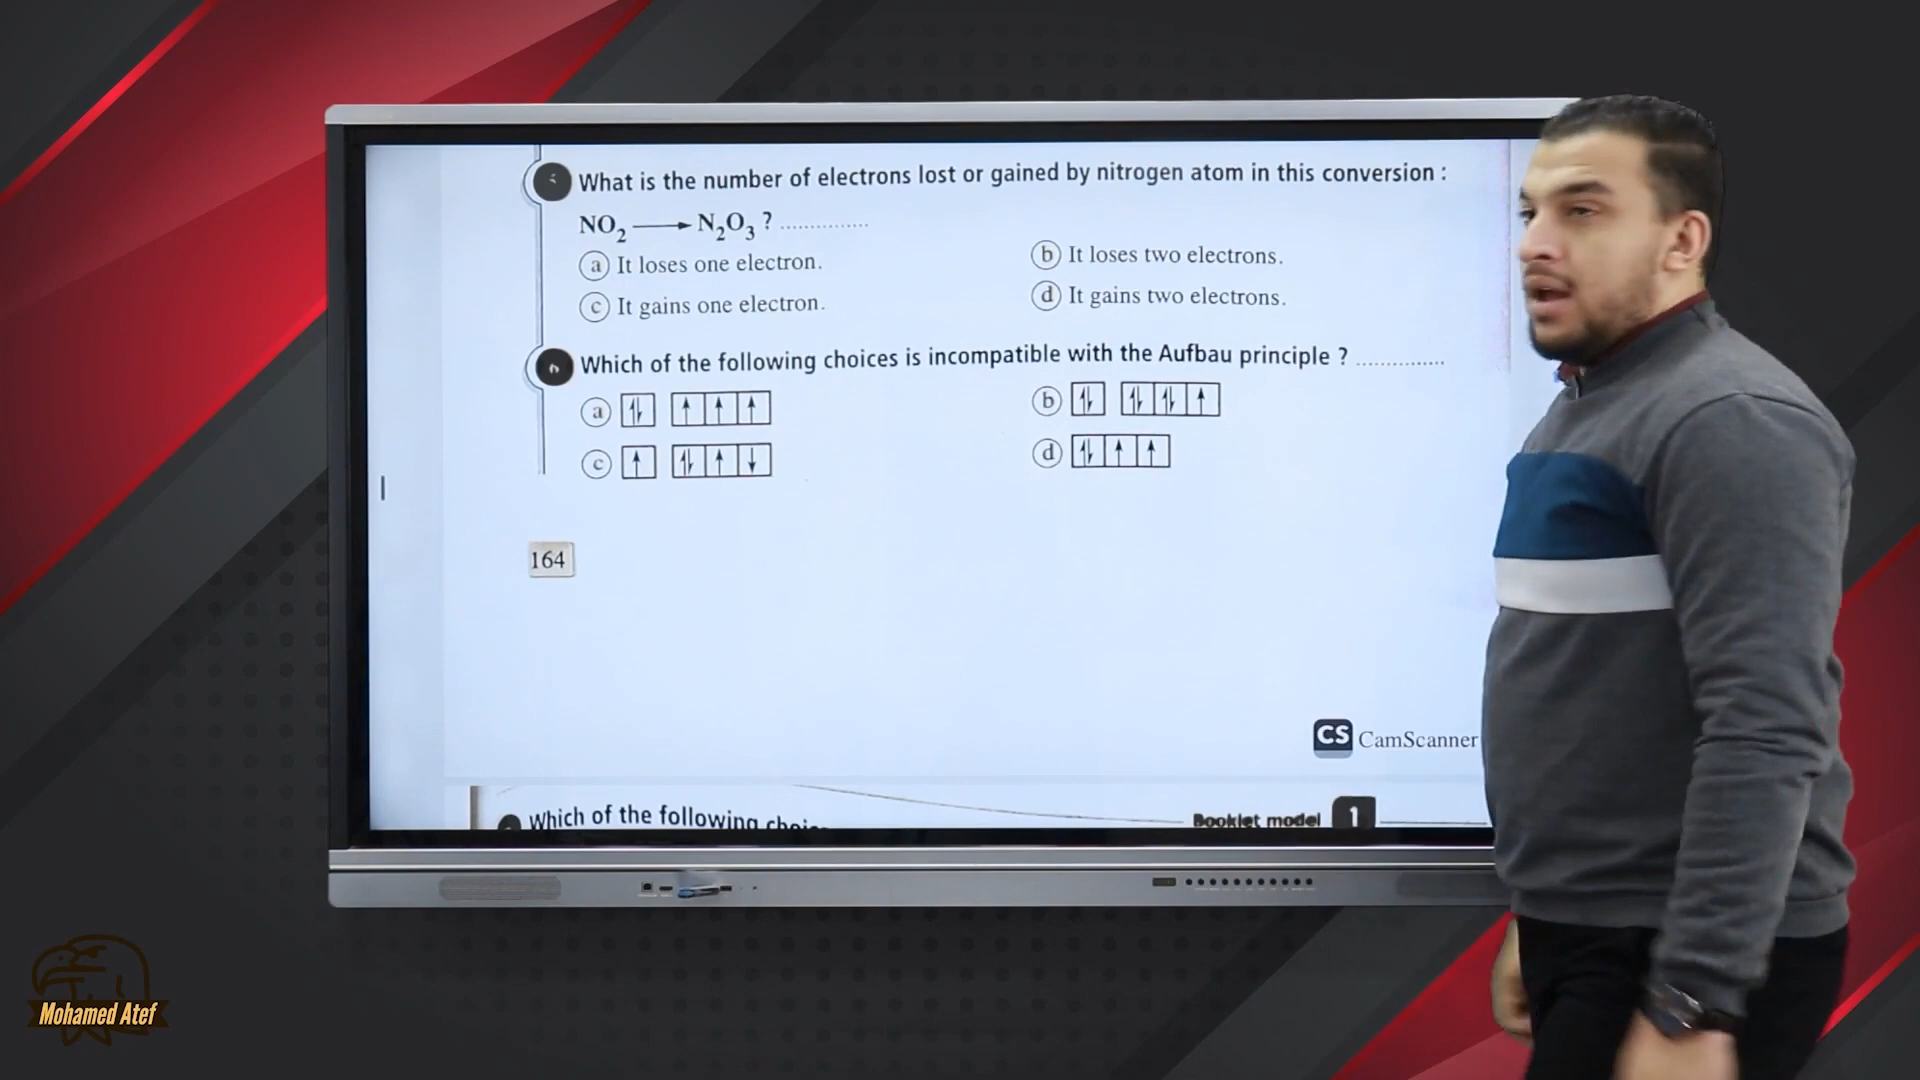 What is the number of electrons lost or gained by nitrogen atom in this conversion :
NO2 ⟶ N2O3 ? ...............
a It loses one electron.
b It loses two electrons.
c It gains one electron.
d It gains two electrons.
Which of the following choices is incompatible with the Aufbau principle ? ...............
a
b
c
d
164
CS CamScanner
Which of the following
Booklet model 1
Mohamed Atef